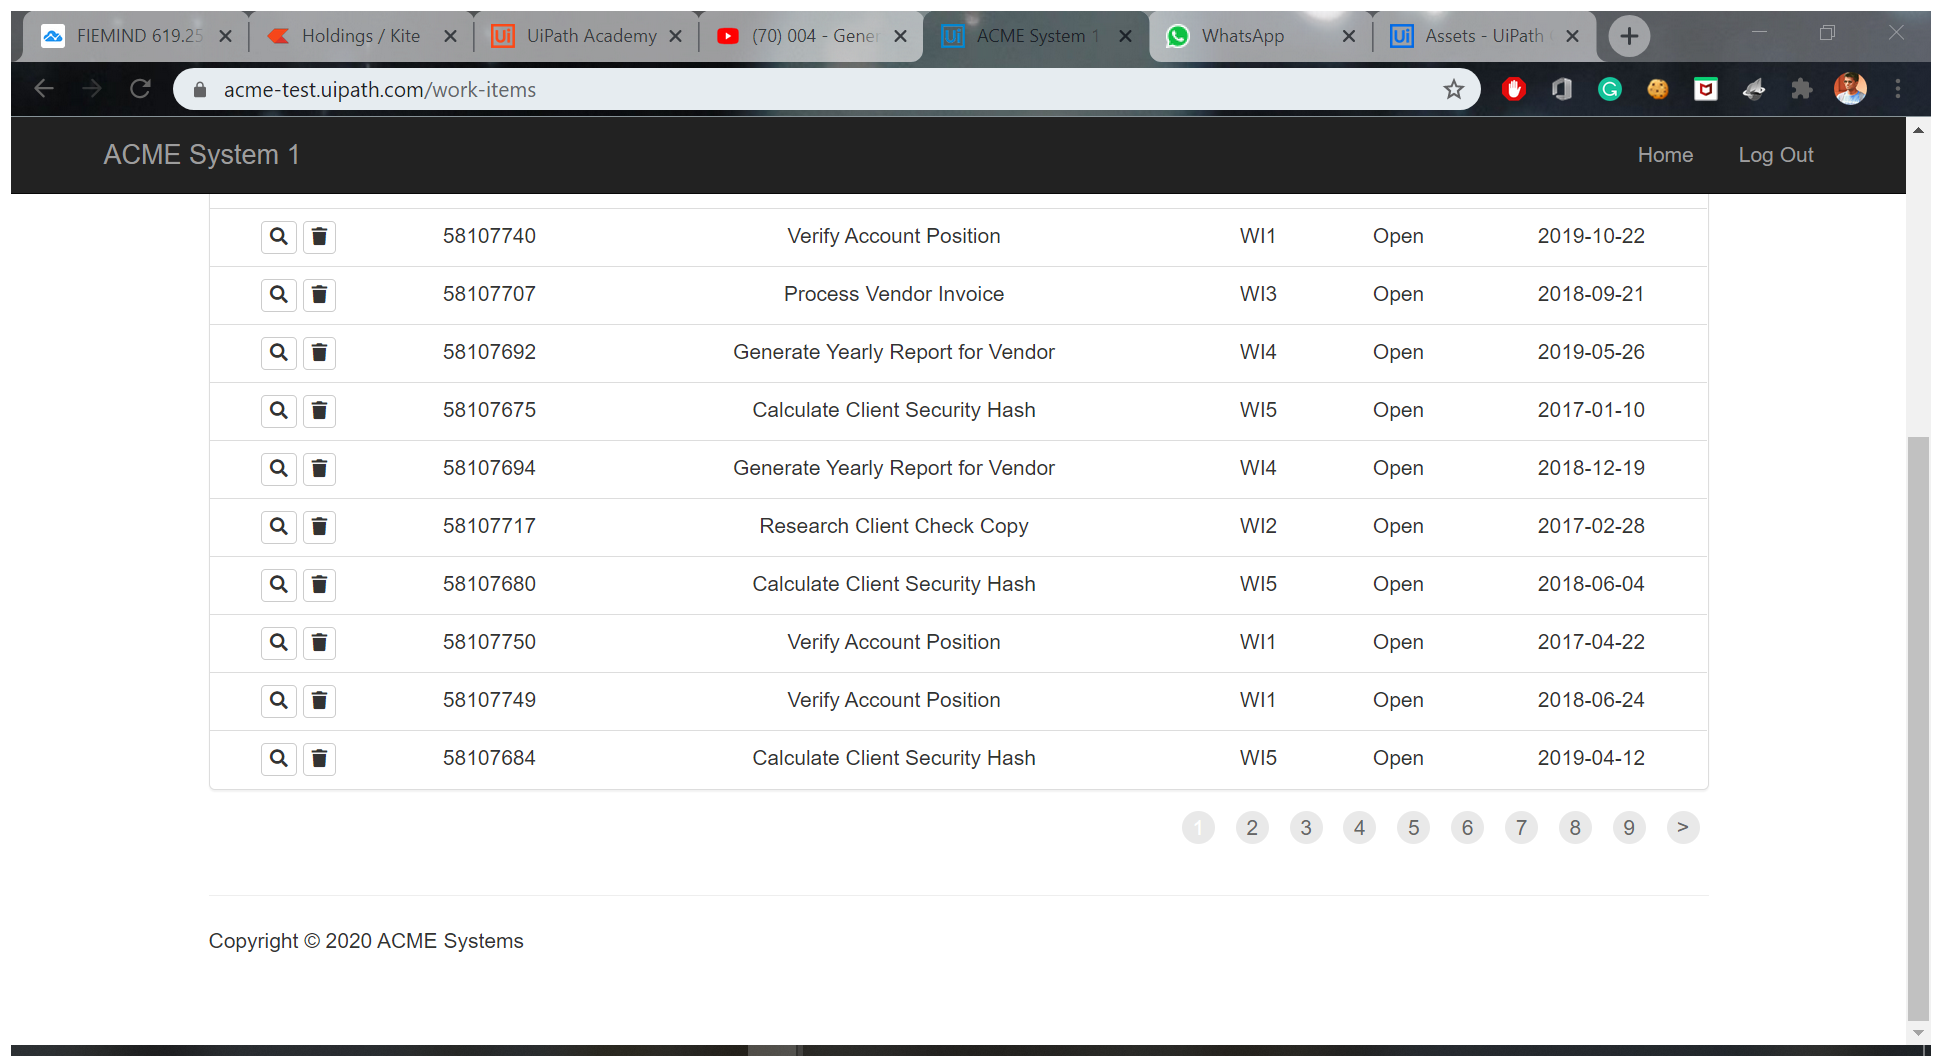 FIEMIND 619.25 Holdings / Kite UiPath Academy (70) 004 - Gener ACME System 1 WhatsApp Assets - UiPath
acme-test.uipath.com/work-items
ACME System 1 Home Log Out
58107740 Verify Account Position WI1 Open 2019-10-22
58107707 Process Vendor Invoice WI3 Open 2018-09-21
58107692 Generate Yearly Report for Vendor WI4 Open 2019-05-26
58107675 Calculate Client Security Hash WI5 Open 2017-01-10
58107694 Generate Yearly Report for Vendor WI4 Open 2018-12-19
58107717 Research Client Check Copy WI2 Open 2017-02-28
58107680 Calculate Client Security Hash WI5 Open 2018-06-04
58107750 Verify Account Position WI1 Open 2017-04-22
58107749 Verify Account Position WI1 Open 2018-06-24
58107684 Calculate Client Security Hash WI5 Open 2019-04-12
1 2 3 4 5 6 7 8 9 >
Copyright © 2020 ACME Systems